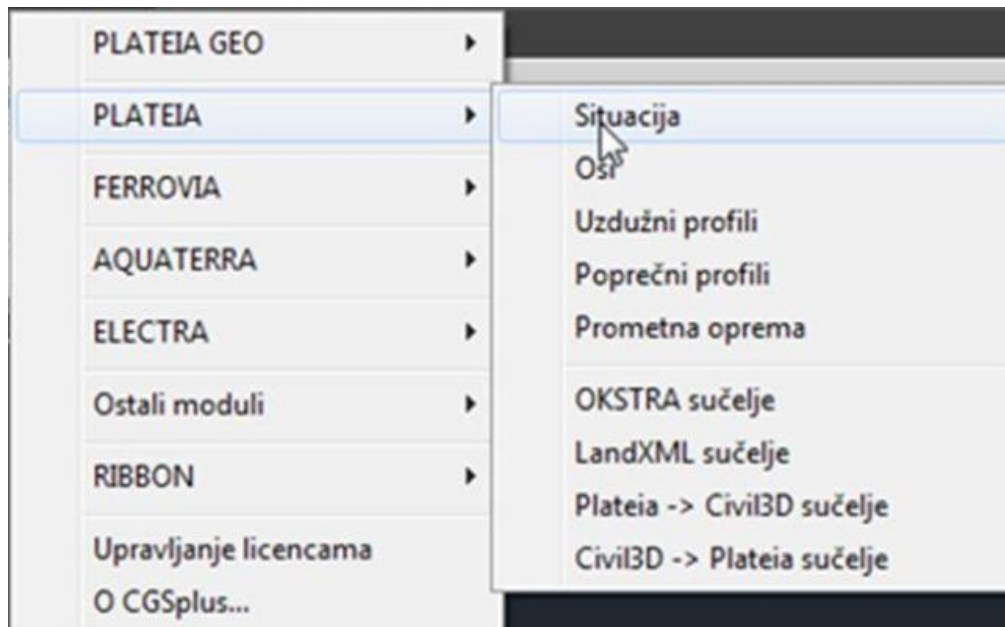 PLATEIA GEO
PLATEIA
FERROVIA
AQUATERRA
ELECTRA
Ostali moduli
RIBBON
Upravljanje licencama
O CGSplus...
Situacija
Osi
Uzdužni profili
Poprečni profili
Prometna oprema
OKSTRA sučelje
LandXML sučelje
Plateia -> Civil3D sučelje
Civil3D -> Plateia sučelje